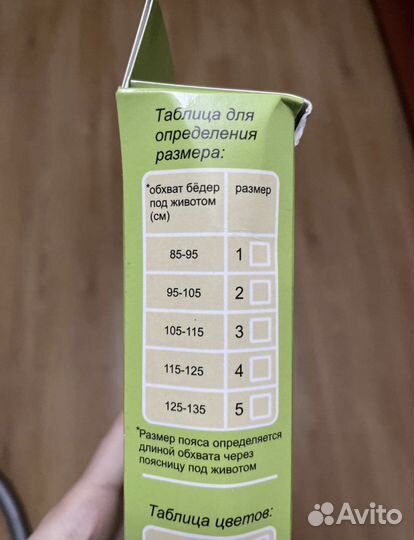 Таблица для
определения
размера:
*обхват бёдер размер
под животом
(см)
85-95 1
95-105 2
105-115 3
115-125 4
125-135 5
*Размер пояса определяется
длиной обхвата через
поясницу под животом
Таблица цветов:
Avito